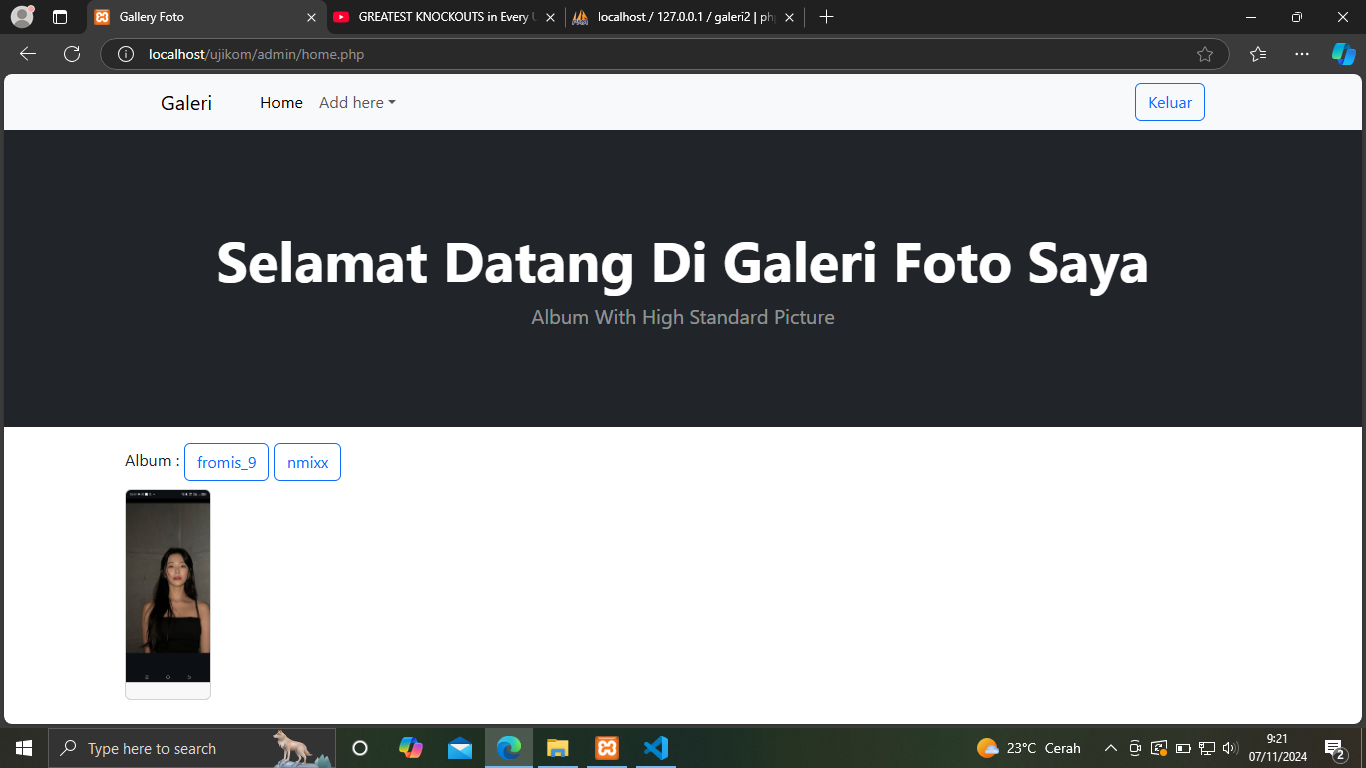 Gallery Foto
GREATEST KNOCKOUTS in Every
localhost / 127.0.0.1 / galeri2 | ph
localhost/ujikom/admin/home.php
Galeri
Home
Add here
Keluar
Selamat Datang Di Galeri Foto Saya
Album With High Standard Picture
Album : fromis_9 nmixx
Type here to search
23°C Cerah
9:21
07/11/2024
2